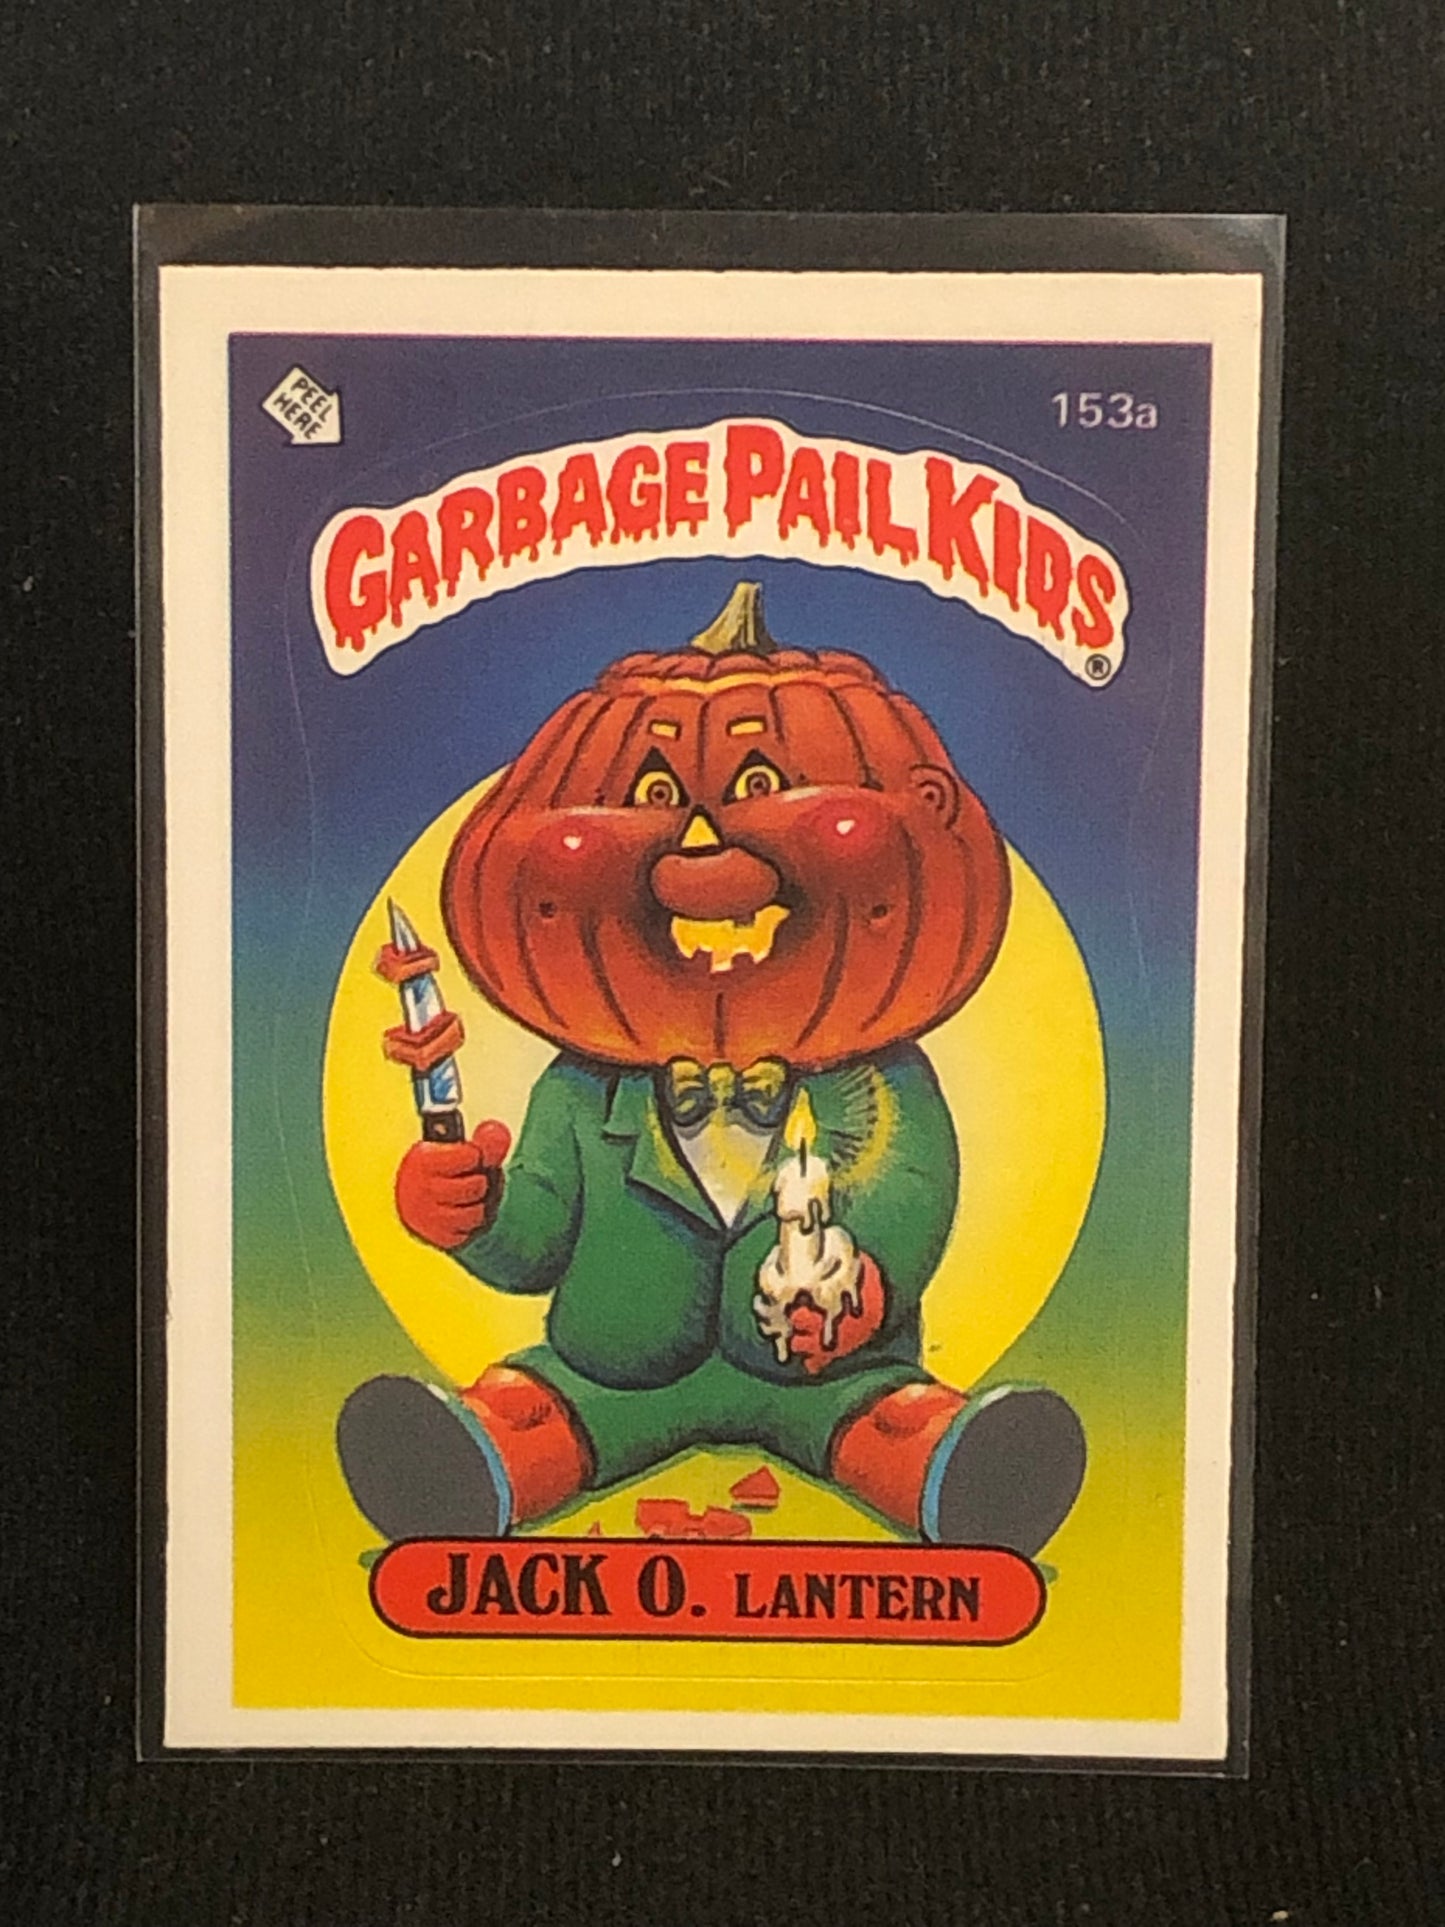 PEEL
HERE
153a
GARBAGE PAIL KIDS
®
JACK O. LANTERN